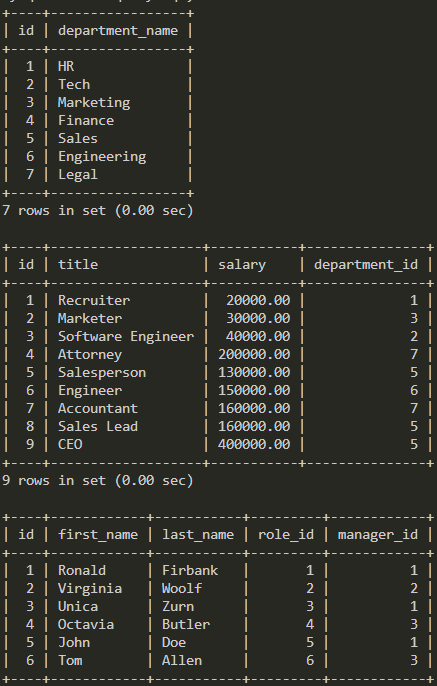 +----+-----------------+
| id | department_name |
+----+-----------------+
|  1 | HR              |
|  2 | Tech            |
|  3 | Marketing       |
|  4 | Finance         |
|  5 | Sales           |
|  6 | Engineering     |
|  7 | Legal           |
+----+-----------------+
7 rows in set (0.00 sec)

+----+-------------------+-----------+---------------+
| id | title             | salary    | department_id |
+----+-------------------+-----------+---------------+
|  1 | Recruiter         |  20000.00 |             1 |
|  2 | Marketer          |  30000.00 |             3 |
|  3 | Software Engineer |  40000.00 |             2 |
|  4 | Attorney          | 200000.00 |             7 |
|  5 | Salesperson       | 130000.00 |             5 |
|  6 | Engineer          | 150000.00 |             6 |
|  7 | Accountant        | 160000.00 |             7 |
|  8 | Sales Lead        | 160000.00 |             5 |
|  9 | CEO               | 400000.00 |             5 |
+----+-------------------+-----------+---------------+
9 rows in set (0.00 sec)

+----+------------+-----------+---------+------------+
| id | first_name | last_name | role_id | manager_id |
+----+------------+-----------+---------+------------+
|  1 | Ronald     | Firbank   |       1 |          1 |
|  2 | Virginia   | Woolf     |       2 |          2 |
|  3 | Unica      | Zurn      |       3 |          1 |
|  4 | Octavia    | Butler    |       4 |          3 |
|  5 | John       | Doe       |       5 |          1 |
|  6 | Tom        | Allen     |       6 |          3 |
+----+------------+-----------+---------+------------+